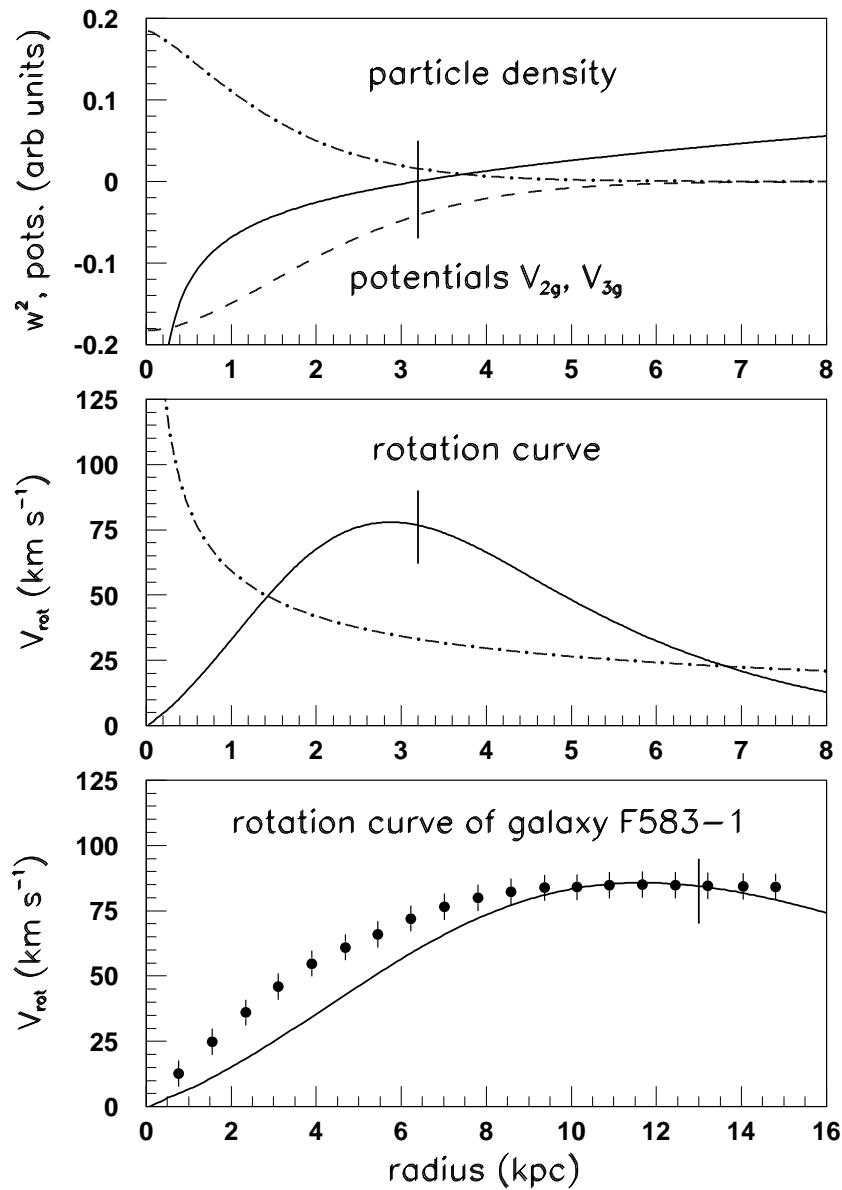 0.2
particle density
0.1
0
-0.1
potentials V2g, V3g
-0.2
w², pots. (arb units)
0 1 2 3 4 5 6 7 8
125
rotation curve
100
75
50
25
0
Vrot (km s⁻¹)
0 1 2 3 4 5 6 7 8
125
rotation curve of galaxy F583−1
100
75
50
25
0
Vrot (km s⁻¹)
0 2 4 6 8 10 12 14 16
radius (kpc)